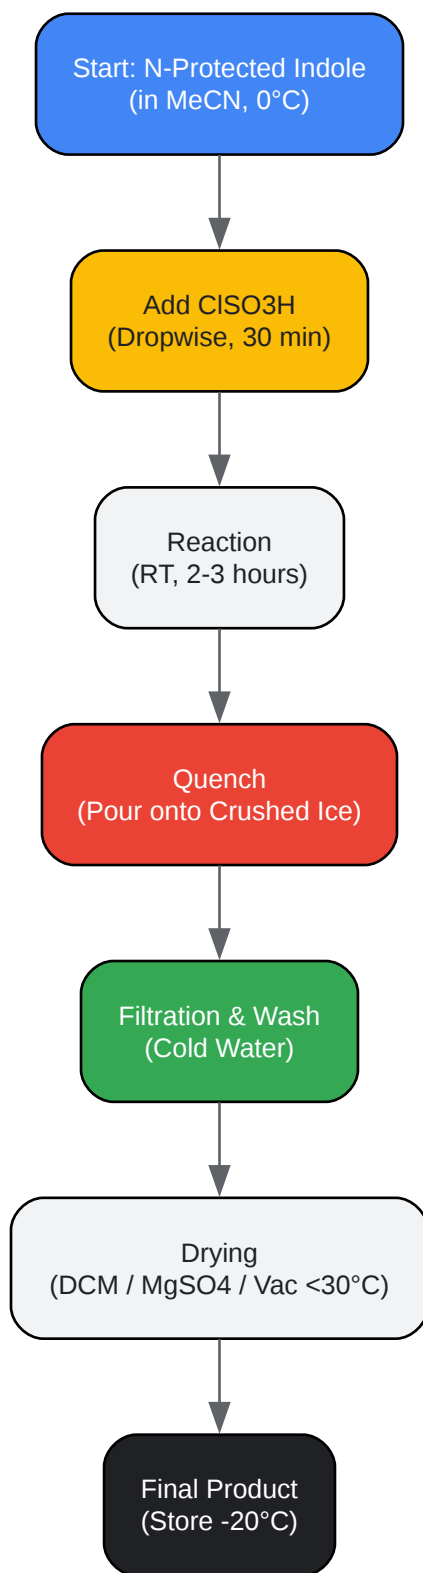 Start: N-Protected Indole
(in MeCN, 0°C)
Add ClSO3H
(Dropwise, 30 min)
Reaction
(RT, 2-3 hours)
Quench
(Pour onto Crushed Ice)
Filtration & Wash
(Cold Water)
Drying
(DCM / MgSO4 / Vac <30°C)
Final Product
(Store -20°C)